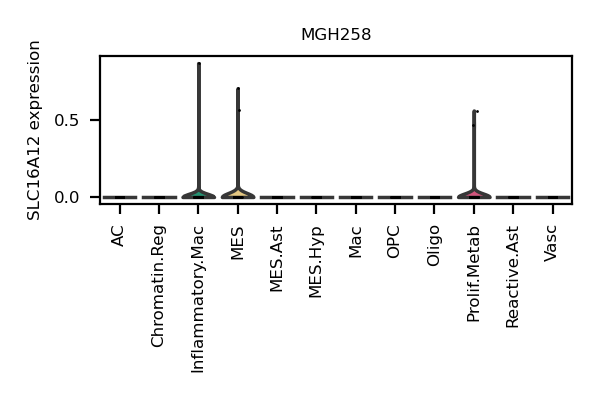 MGH258
SLC16A12 expression
0.5
0.0
AC
Chromatin.Reg
Inflammatory.Mac
MES
MES.Ast
MES.Hyp
Mac
OPC
Oligo
Prolif.Metab
Reactive.Ast
Vasc